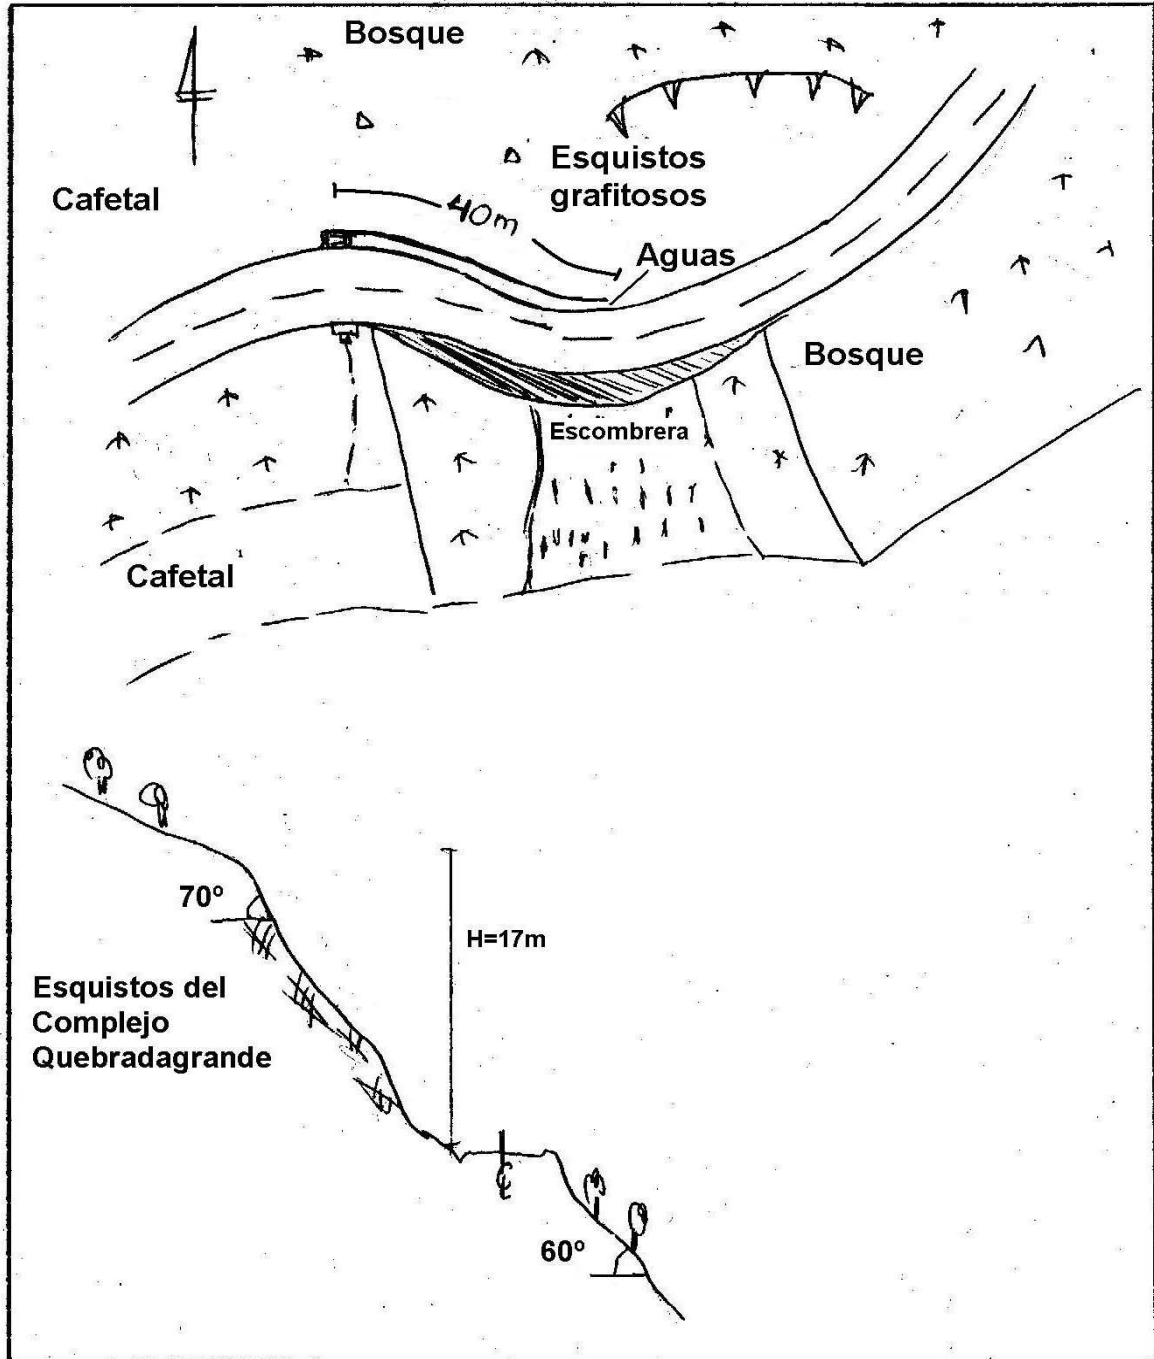 Bosque
Esquistos
grafitosos
Cafetal
40m
Aguas
Bosque
Escombrera
Cafetal
70º
H=17m
Esquistos del
Complejo
Quebradagrande
℄
60º